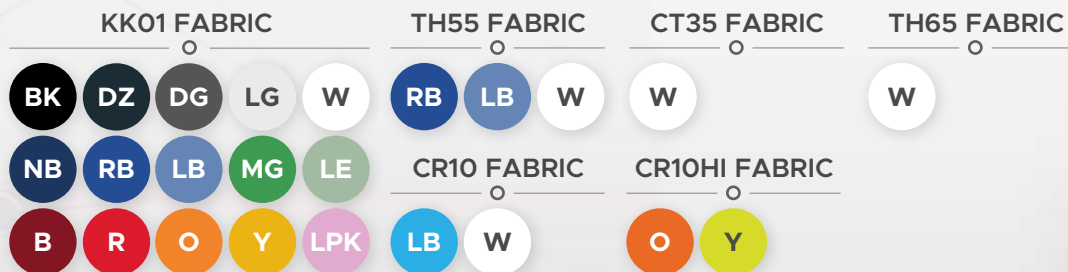 KK01 FABRIC
BK DZ DG LG W
NB RB LB MG LE
B R O Y LPK
TH55 FABRIC
RB LB W
CT35 FABRIC
W
TH65 FABRIC
W
CR10 FABRIC
LB W
CR10HI FABRIC
O Y